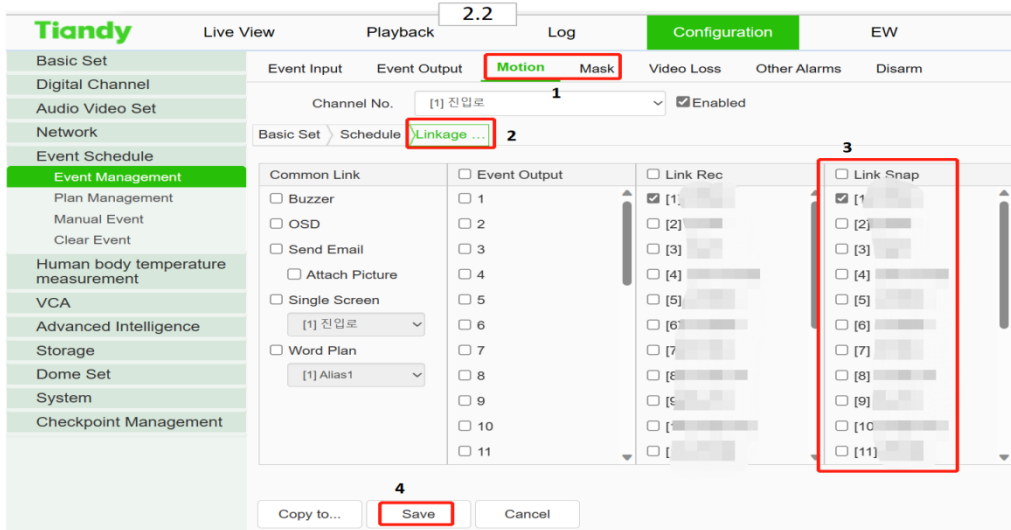 2.2
Tiandy
Live View Playback Log Configuration EW
Basic Set
Digital Channel
Audio Video Set
Network
Event Schedule
Event Management
Plan Management
Manual Event
Clear Event
Human body temperature
measurement
VCA
Advanced Intelligence
Storage
Dome Set
System
Checkpoint Management
Event Input Event Output Motion Mask Video Loss Other Alarms Disarm
1
Channel No. [1] 진입로 Enabled
Basic Set Schedule Linkage ... 2
3
Common Link
Buzzer
OSD
Send Email
Attach Picture
Single Screen
[1] 진입로
Word Plan
[1] Alias1
Event Output
1
2
3
4
5
6
7
8
9
10
11
Link Rec
[1]
[2]
[3]
[4]
[5]
Link Snap
[2]
[3]
[4]
[5]
[6]
[7]
[8]
[9]
[11]
4
Copy to... Save Cancel